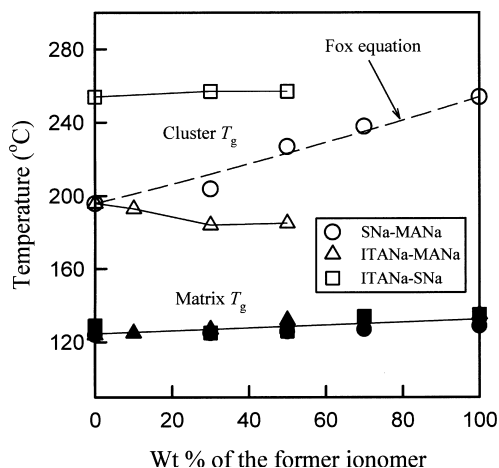 280
240
200
160
120
Temperature (°C)
Fox equation
Cluster Tg
SNa-MANa
ITANa-MANa
ITANa-SNa
Matrix Tg
0 20 40 60 80 100
Wt % of the former ionomer